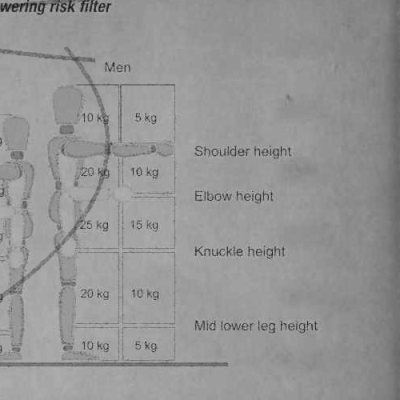 wering risk filter
Men
10 kg 5 kg
Shoulder height
20 kg 10 kg
Elbow height
25 kg 15 kg
Knuckle height
20 kg 10 kg
Mid lower leg height
10 kg 5 kg